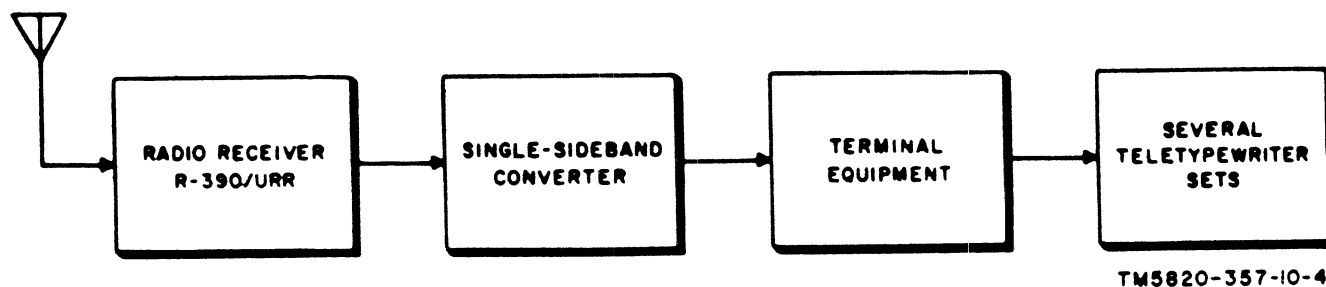 RADIO RECEIVER
R-390/URR
SINGLE-SIDEBAND
CONVERTER
TERMINAL
EQUIPMENT
SEVERAL
TELETYPEWRITER
SETS
TM5820-357-10-4